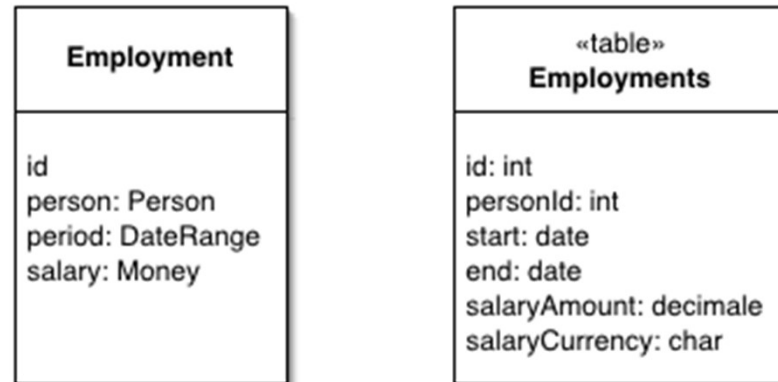 Employment
id
person: Person
period: DateRange
salary: Money
«table»
Employments
id: int
personId: int
start: date
end: date
salaryAmount: decimale
salaryCurrency: char